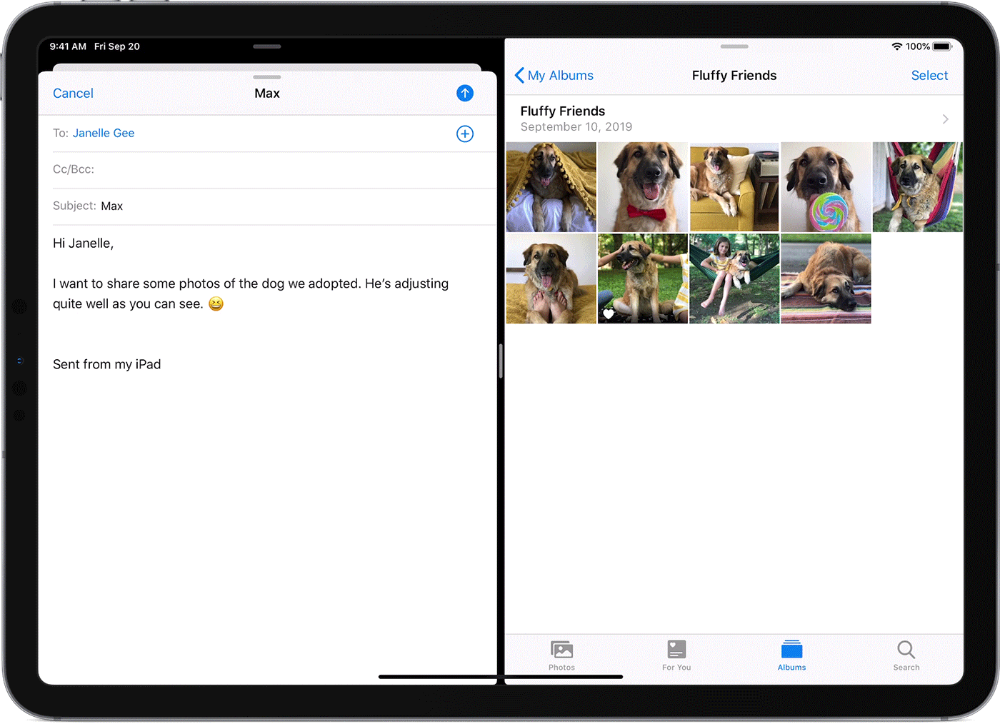 9:41 AM Fri Sep 20
Cancel
Max
To: Janelle Gee
Cc/Bcc:
Subject: Max
Hi Janelle,
I want to share some photos of the dog we adopted. He’s adjusting
quite well as you can see. 😆
Sent from my iPad
100%
My Albums
Fluffy Friends
Select
Fluffy Friends
September 10, 2019
Photos
For You
Albums
Search